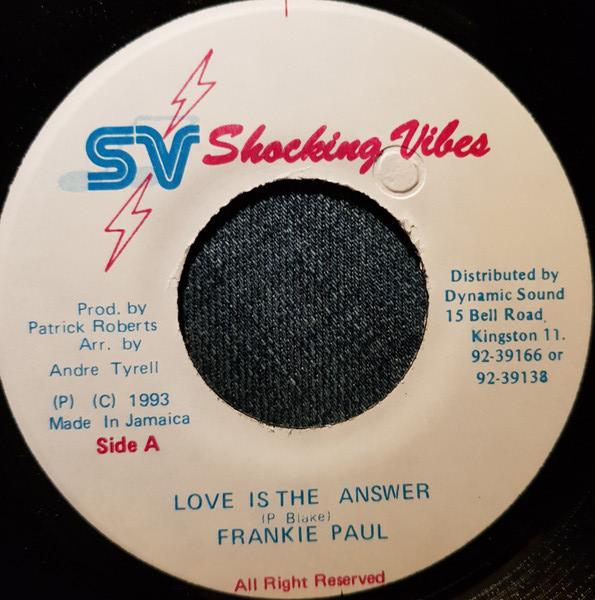 SV Shocking Vibes
Prod. by
Patrick Roberts
Arr. by
Andre Tyrell
(P) (C) 1993
Made In Jamaica
Side A
Distributed by
Dynamic Sound
15 Bell Road,
Kingston 11.
92-39166 or
92-39138
LOVE IS THE ANSWER
(P Blake)
FRANKIE PAUL
All Right Reserved